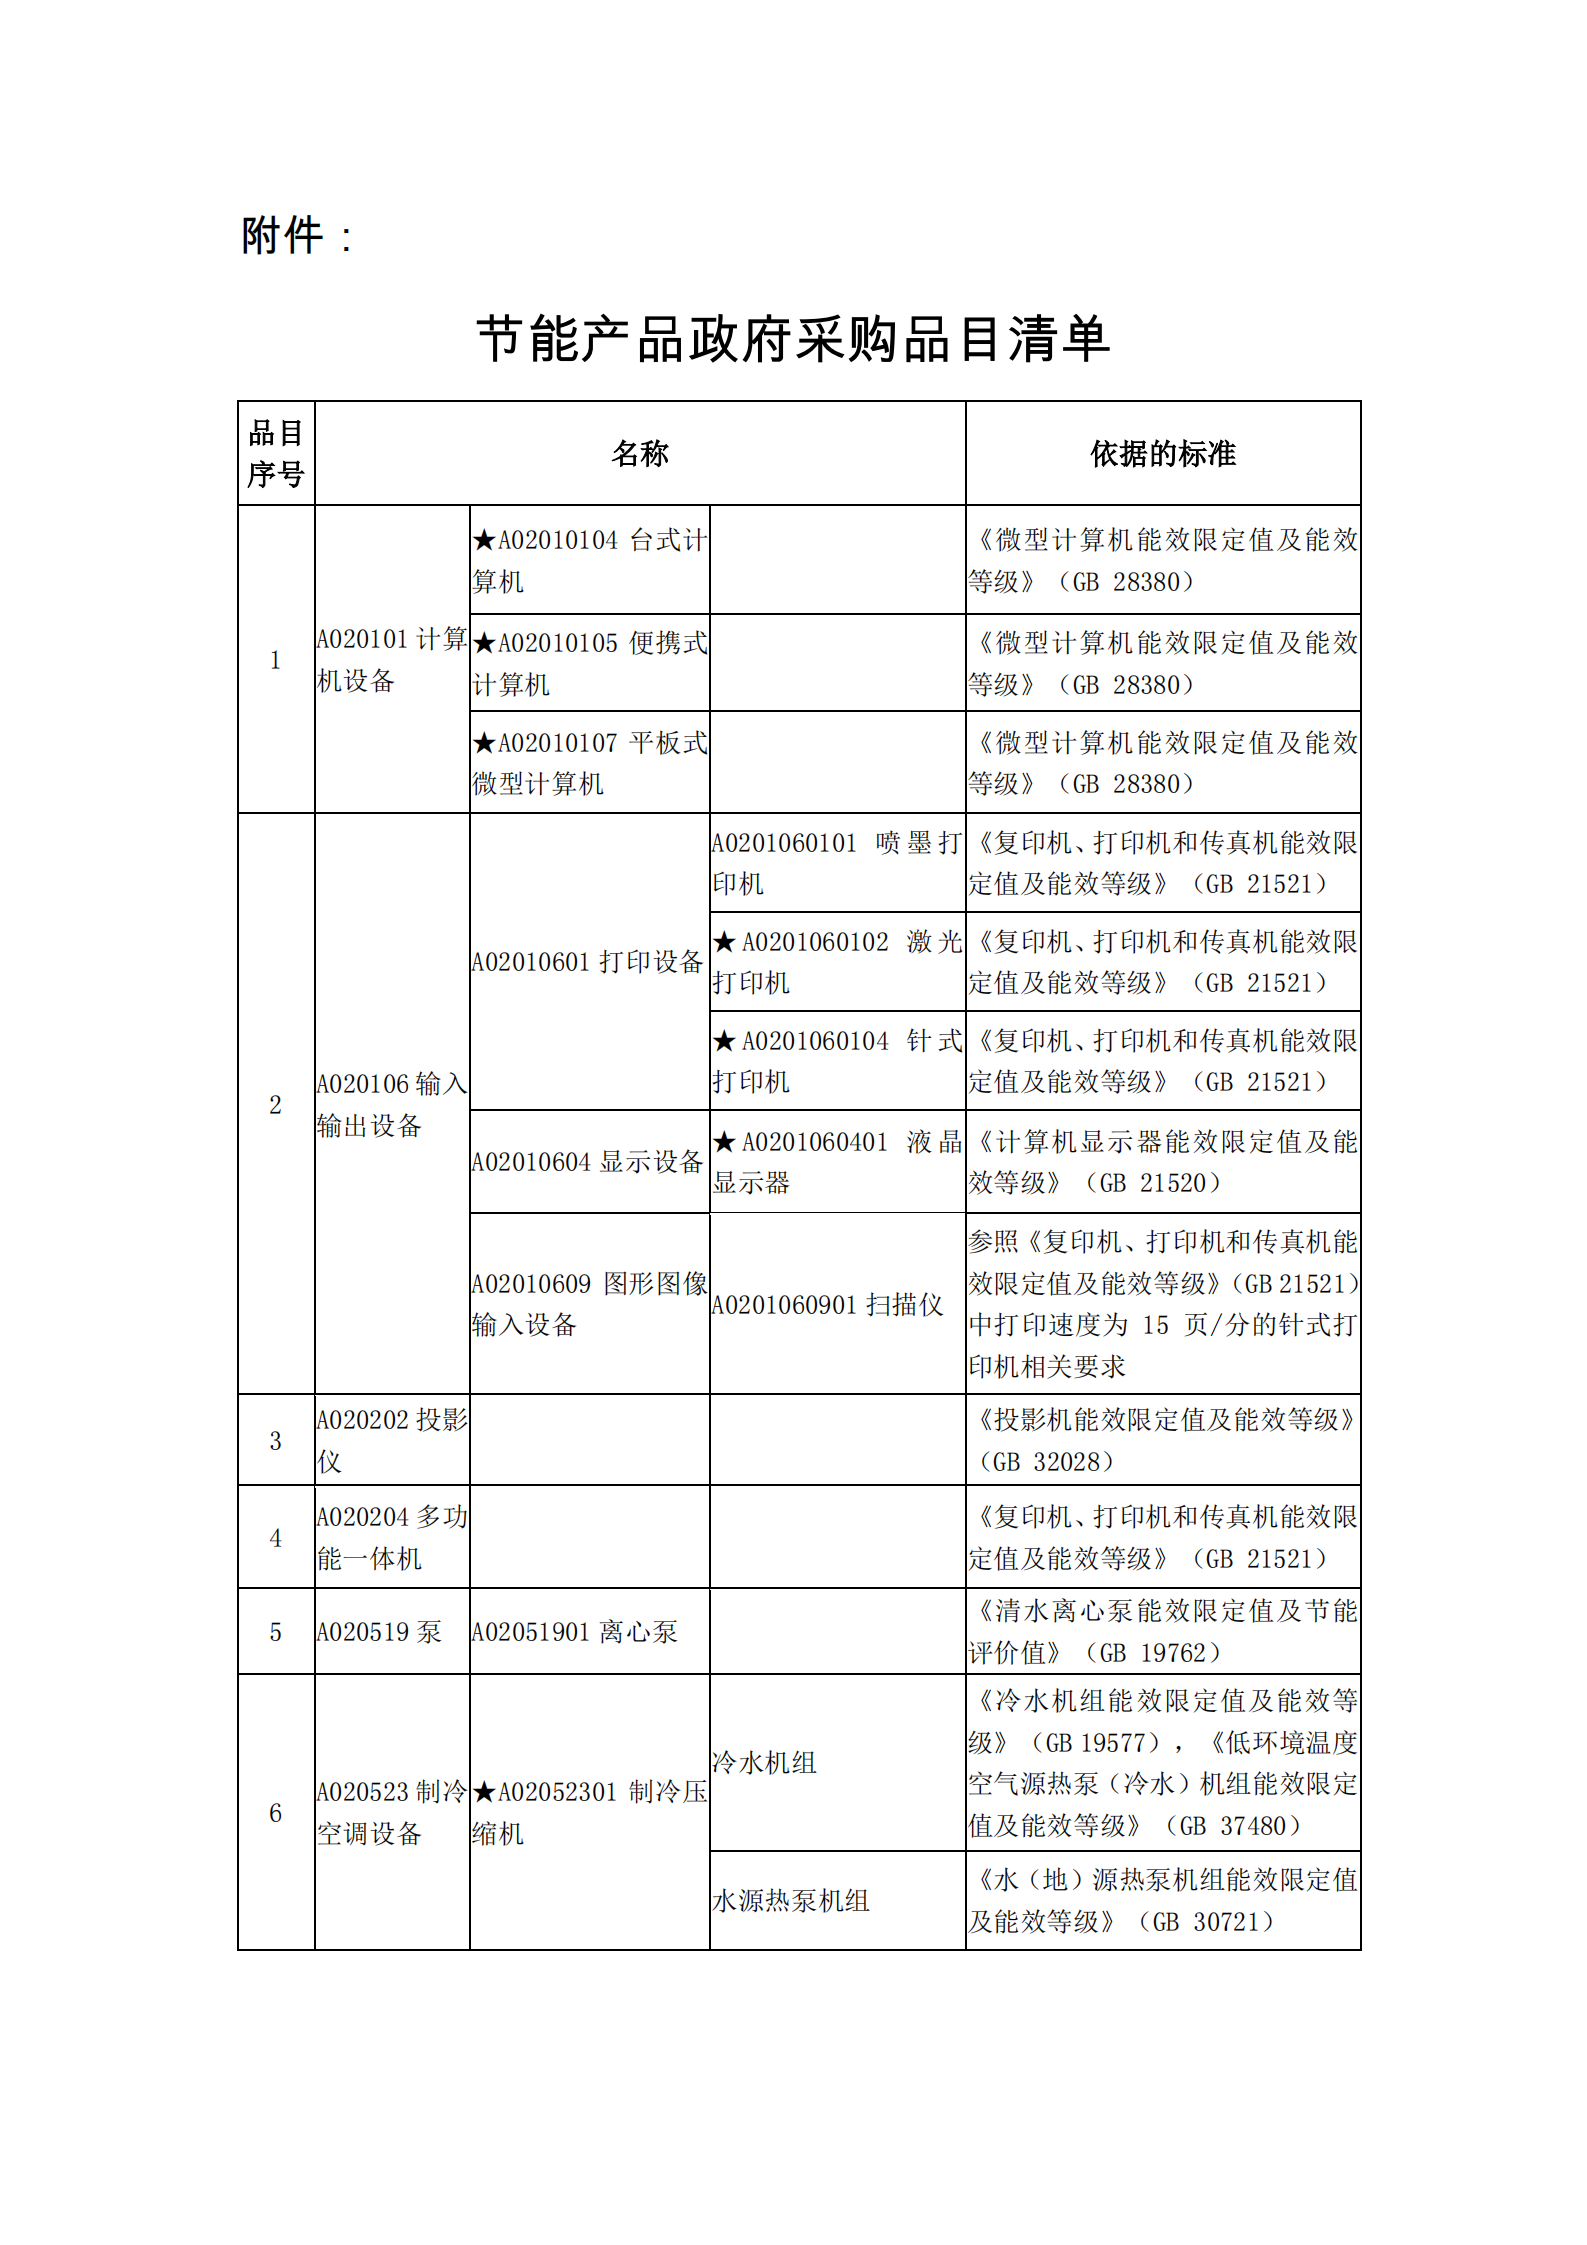 附件：
节能产品政府采购品目清单
品目
序号
名称
依据的标准
1
A020101 计算
机设备
★A02010104 台式计
算机
《微型计算机能效限定值及能效
等级》（GB 28380）
★A02010105 便携式
计算机
《微型计算机能效限定值及能效
等级》（GB 28380）
★A02010107 平板式
微型计算机
《微型计算机能效限定值及能效
等级》（GB 28380）
2
A020106 输入
输出设备
A02010601 打印设备
A0201060101 喷墨打
印机
《复印机、打印机和传真机能效限
定值及能效等级》（GB 21521）
★A0201060102 激光
打印机
《复印机、打印机和传真机能效限
定值及能效等级》（GB 21521）
★A0201060104 针式
打印机
《复印机、打印机和传真机能效限
定值及能效等级》（GB 21521）
A02010604 显示设备
★A0201060401 液晶
显示器
《计算机显示器能效限定值及能
效等级》（GB 21520）
A02010609 图形图像
输入设备
A0201060901 扫描仪
参照《复印机、打印机和传真机能
效限定值及能效等级》（GB 21521）
中打印速度为 15 页/分的针式打
印机相关要求
3
A020202 投影
仪
《投影机能效限定值及能效等级》
（GB 32028）
4
A020204 多功
能一体机
《复印机、打印机和传真机能效限
定值及能效等级》（GB 21521）
5
A020519 泵
A02051901 离心泵
《清水离心泵能效限定值及节能
评价值》（GB 19762）
6
A020523 制冷
空调设备
★A02052301 制冷压
缩机
冷水机组
《冷水机组能效限定值及能效等
级》（GB 19577），《低环境温度
空气源热泵（冷水）机组能效限定
值及能效等级》（GB 37480）
水源热泵机组
《水（地）源热泵机组能效限定值
及能效等级》（GB 30721）